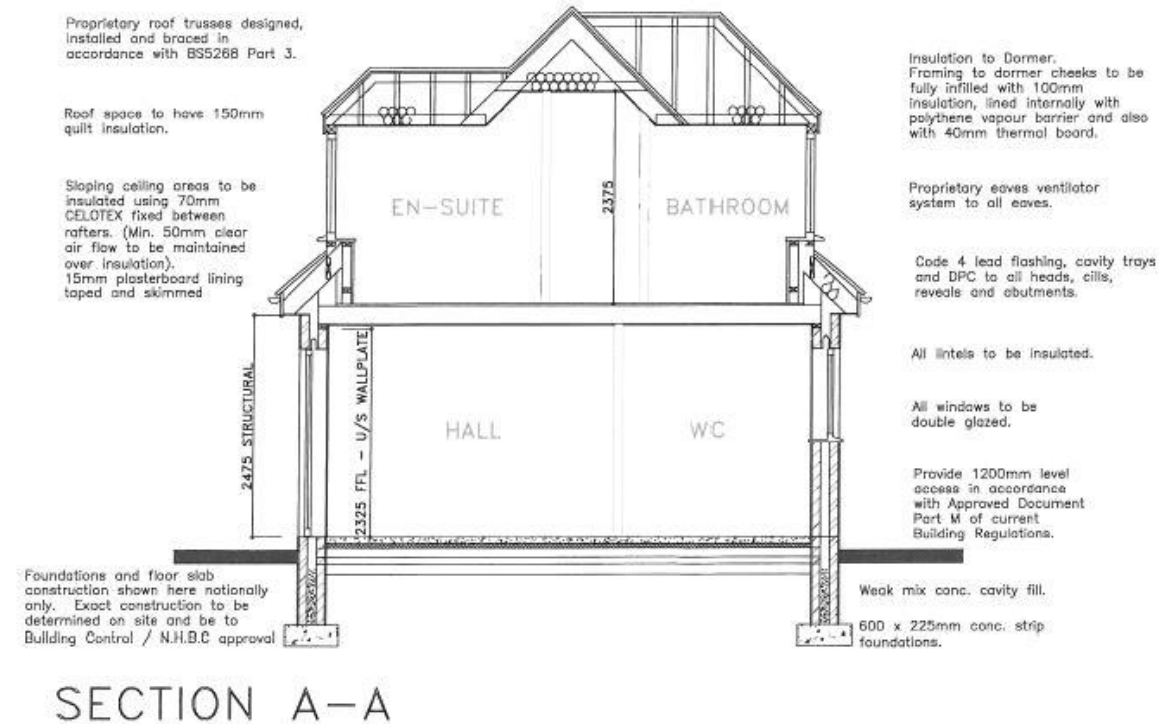 Proprietary roof trusses designed,
installed and braced in
accordance with BS5268 Part 3.
Roof space to have 150mm
quilt insulation.
Sloping ceiling areas to be
insulated using 70mm
CELOTEX fixed between
rafters. (Min. 50mm clear
air flow to be maintained
over insulation).
15mm plasterboard lining
taped and skimmed
Insulation to Dormer.
Framing to dormer cheeks to be
fully infilled with 100mm
insulation, lined internally with
polythene vapour barrier and also
with 40mm thermal board.
Proprietary eaves ventilator
system to all eaves.
Code 4 lead flashing, cavity trays
and DPC to all heads, cills,
reveals and abutments.
All lintels to be insulated.
All windows to be
double glazed.
Provide 1200mm level
access in accordance
with Approved Document
Part M of current
Building Regulations.
EN-SUITE
2375
BATHROOM
2475 STRUCTURAL
2325 FFL - U/S WALLPLATE
HALL
WC
Foundations and floor slab
construction shown here notionally
only. Exact construction to be
determined on site and be to
Building Control / N.H.B.C approval
Weak mix conc. cavity fill.
600 x 225mm conc. strip
foundations.
SECTION A-A